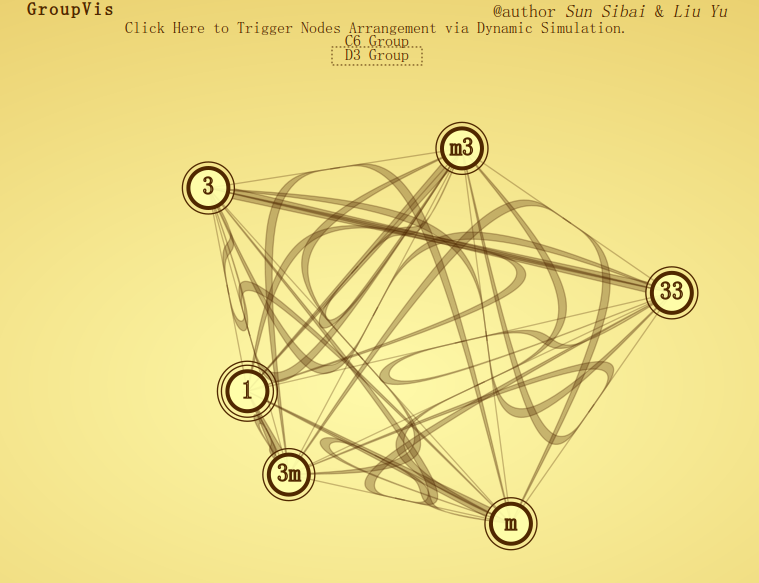 GroupVis
@author Sun Sibai & Liu Yu
Click Here to Trigger Nodes Arrangement via Dynamic Simulation.
C6 Group
D3 Group
m3
3
33
1
3m
m